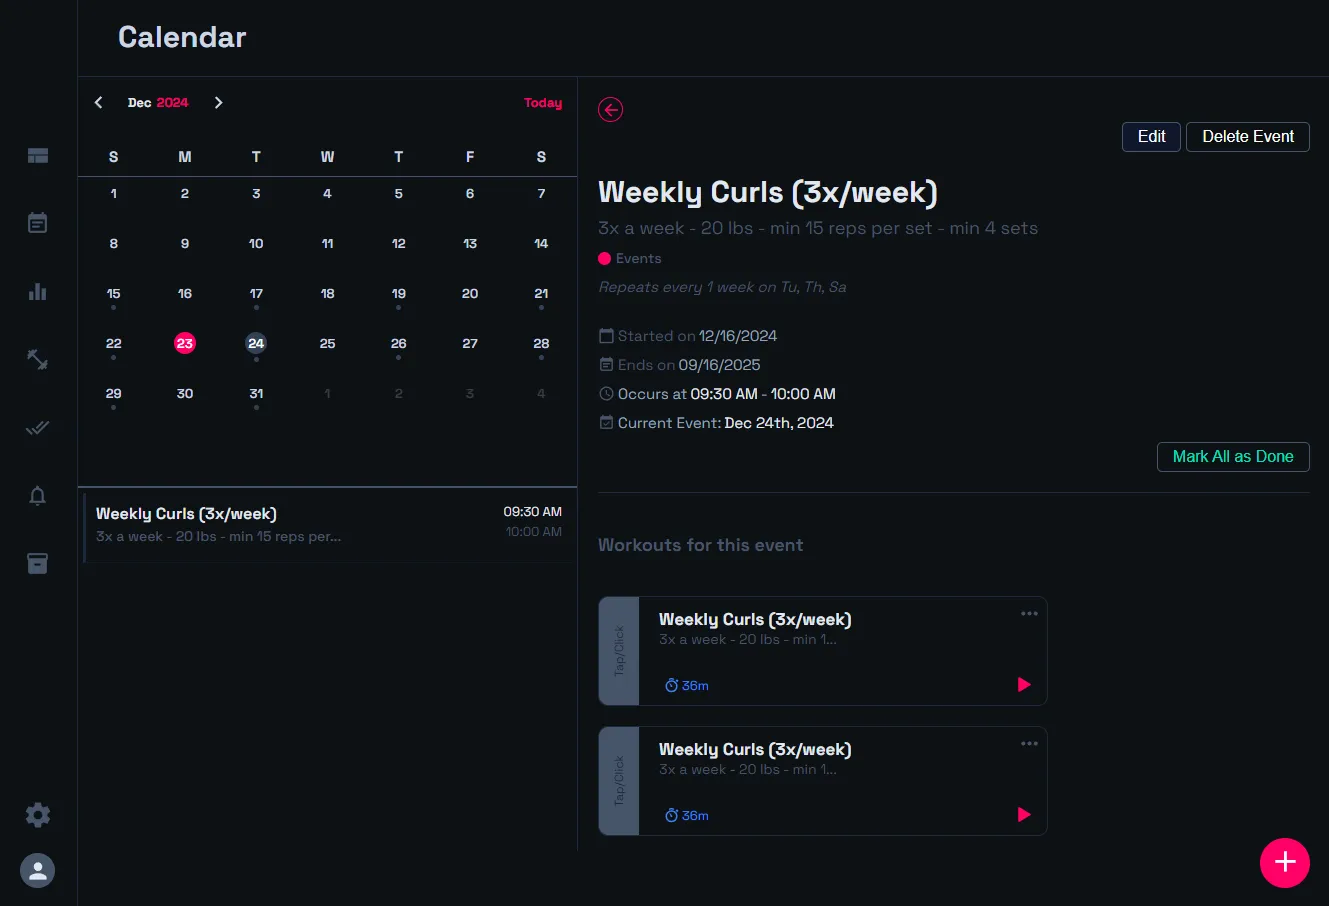 Calendar
Dec 2024
Today
S M T W T F S
1 2 3 4 5 6 7
8 9 10 11 12 13 14
15 16 17 18 19 20 21
22 23 24 25 26 27 28
29 30 31 1 2 3 4
Weekly Curls (3x/week) 09:30 AM
3x a week - 20 lbs - min 15 reps per... 10:00 AM
Edit Delete Event
Weekly Curls (3x/week)
3x a week - 20 lbs - min 15 reps per set - min 4 sets
Events
Repeats every 1 week on Tu, Th, Sa
Started on 12/16/2024
Ends on 09/16/2025
Occurs at 09:30 AM - 10:00 AM
Current Event: Dec 24th, 2024
Mark All as Done
Workouts for this event
Tap/Click
Weekly Curls (3x/week)
3x a week - 20 lbs - min 1...
36m
Tap/Click
Weekly Curls (3x/week)
3x a week - 20 lbs - min 1...
36m